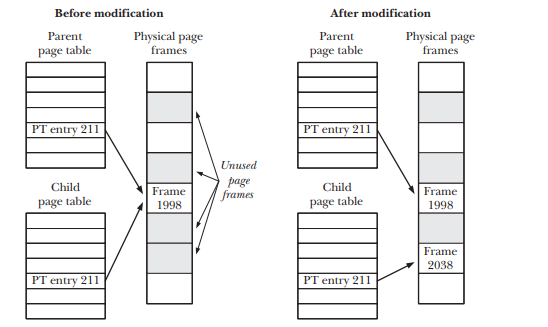 Before modification
Parent
page table
Physical page
frames
PT entry 211
Unused
page
frames
Child
page table
Frame
1998
PT entry 211
After modification
Parent
page table
Physical page
frames
PT entry 211
Child
page table
Frame
1998
Frame
2038
PT entry 211